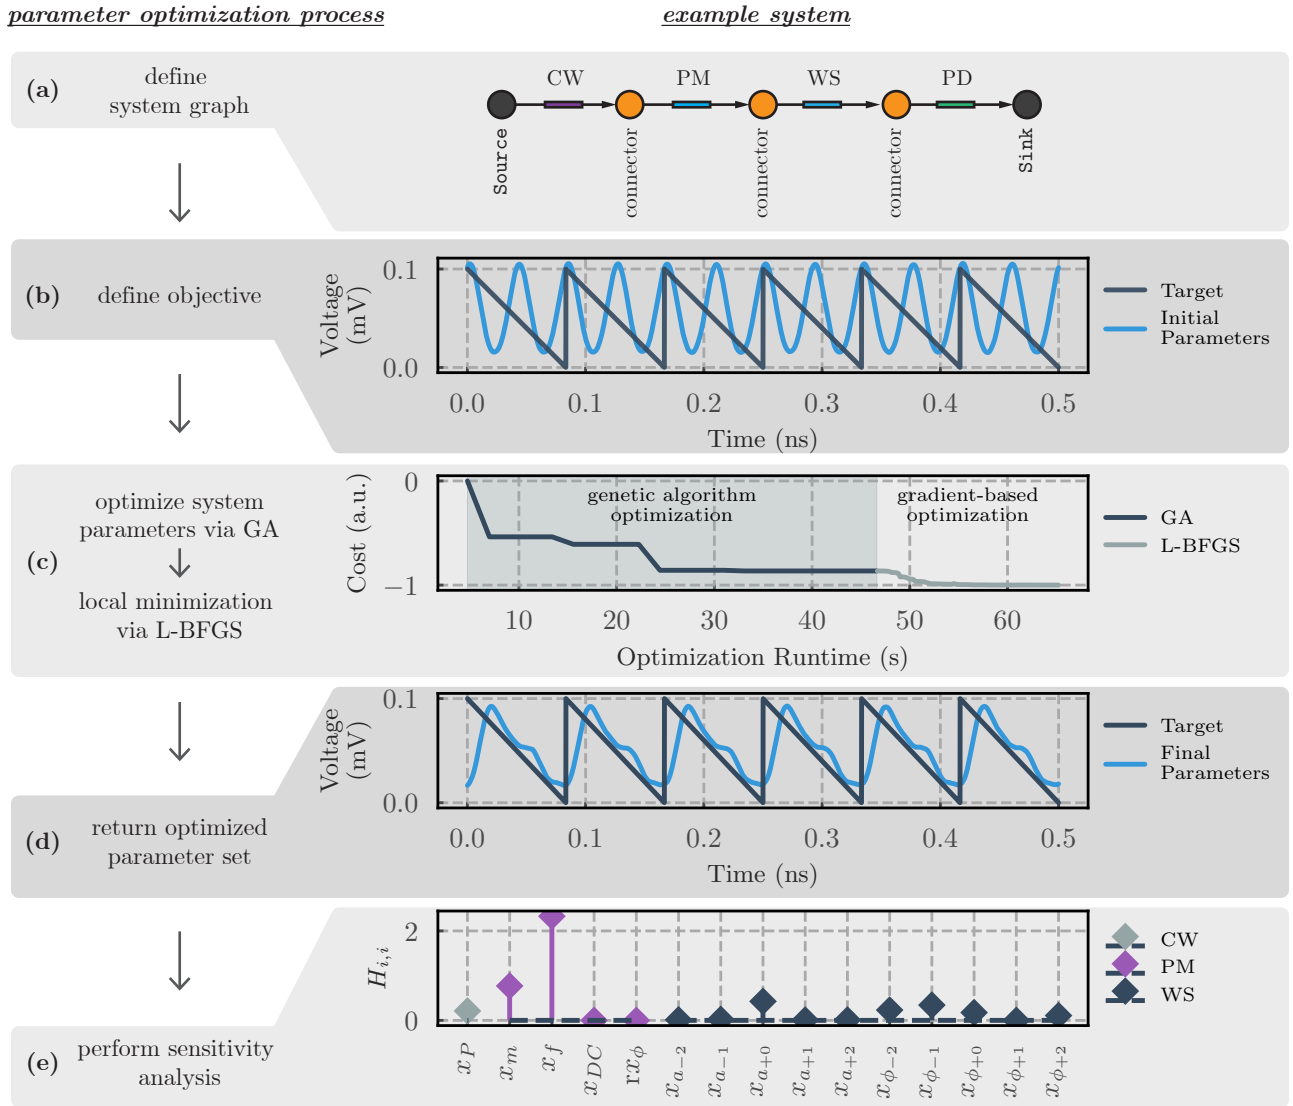 parameter optimization process
example system
(a)
define
system graph
CW
PM
WS
PD
Source
connector
connector
connector
Sink
(b)
define objective
Voltage
(mV)
0.1
0.0
0.0
0.1
0.2
0.3
0.4
0.5
Time (ns)
Target
Initial
Parameters
(c)
optimize system
parameters via GA
local minimization
via L-BFGS
Cost (a.u.)
0
−1
genetic algorithm
optimization
gradient-based
optimization
10
20
30
40
50
60
Optimization Runtime (s)
GA
L-BFGS
(d)
return optimized
parameter set
Voltage
(mV)
0.1
0.0
0.0
0.1
0.2
0.3
0.4
0.5
Time (ns)
Target
Final
Parameters
(e)
perform sensitivity
analysis
H_{i,i}
2
0
x_P
x_m
x_f
x_{DC}
rx_ϕ
x_{a−2}
x_{a−1}
x_{a+0}
x_{a+1}
x_{a+2}
x_{ϕ−2}
x_{ϕ−1}
x_{ϕ+0}
x_{ϕ+1}
x_{ϕ+2}
CW
PM
WS